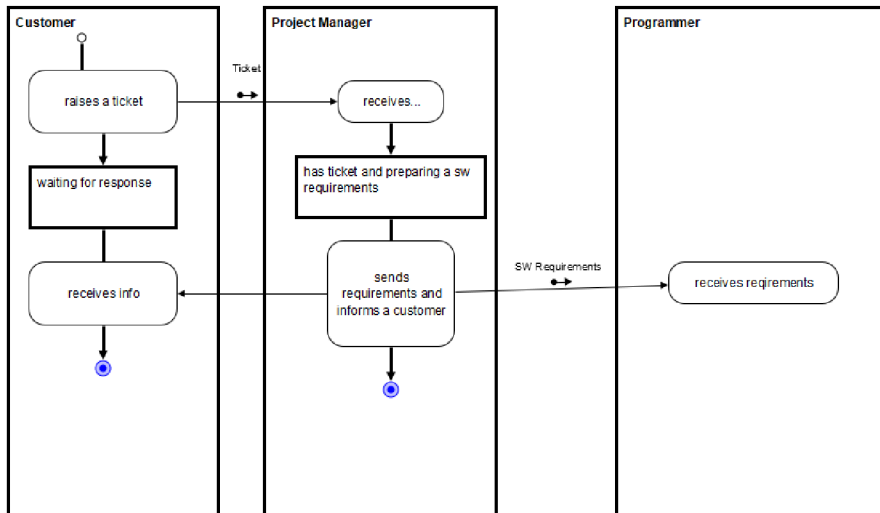 Customer
Project Manager
Programmer
Ticket
raises a ticket
receives...
waiting for response
has ticket and preparing a sw
requirements
SW Requirements
receives info
sends
requirements and
informs a customer
receives reqirements